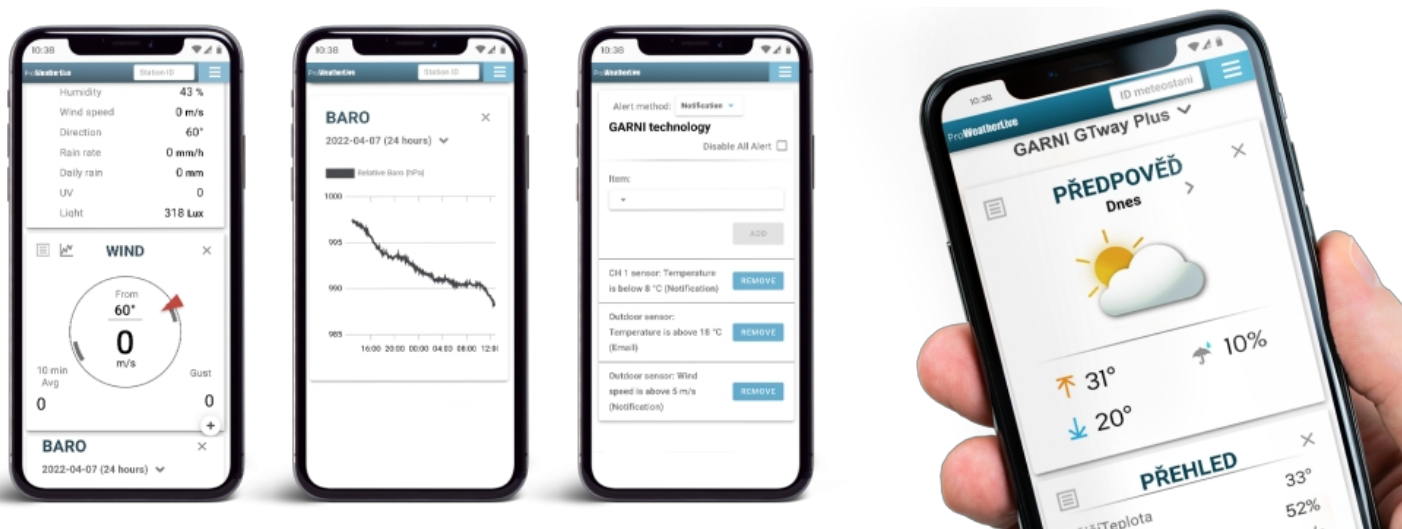 10:38
ProWeatherLive
Station ID
Humidity 43 %
Wind speed 0 m/s
Direction 60°
Rain rate 0 mm/h
Daily rain 0 mm
UV 0
Light 318 Lux
WIND
From
60°
0
m/s
10 min
Avg
Gust
0
0
+
BARO
2022-04-07 (24 hours)
10:38
ProWeatherLive
Station ID
BARO
2022-04-07 (24 hours)
Relative Baro (hPa)
1000
995
990
985
16:00 20:00 00:00 04:00 08:00
10:38
ProWeatherLive
Alert method: Notification
GARNI technology
Disable All Alert
Item:
ADD
CH 1 sensor: Temperature
is below 8 °C (Notification)
REMOVE
Outdoor sensor:
Temperature is above 18 °C
(Email)
REMOVE
Outdoor sensor: Wind
speed is above 5 m/s
(Notification)
REMOVE
10:38
ProWeatherLive
ID meteostani
GARNI GTway Plus
PŘEDPOVĚĎ
Dnes
31°
10%
20°
PŘEHLED
Teplota
33°
52%